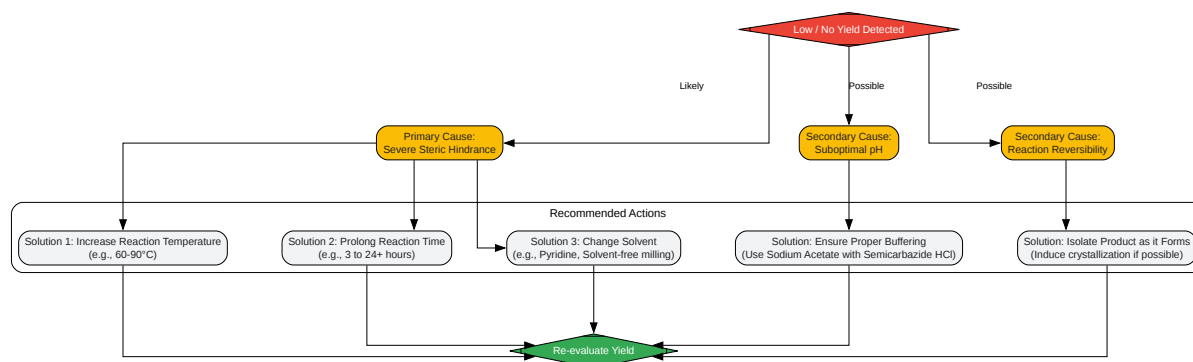 Low / No Yield Detected
Likely
Possible
Possible
Primary Cause:
Severe Steric Hindrance
Secondary Cause:
Suboptimal pH
Secondary Cause:
Reaction Reversibility
Recommended Actions
Solution 1: Increase Reaction Temperature
(e.g., 60-90°C)
Solution 2: Prolong Reaction Time
(e.g., 3 to 24+ hours)
Solution 3: Change Solvent
(e.g., Pyridine, Solvent-free milling)
Solution: Ensure Proper Buffering
(Use Sodium Acetate with Semicarbazide HCl)
Solution: Isolate Product as it Forms
(Induce crystallization if possible)
Re-evaluate Yield